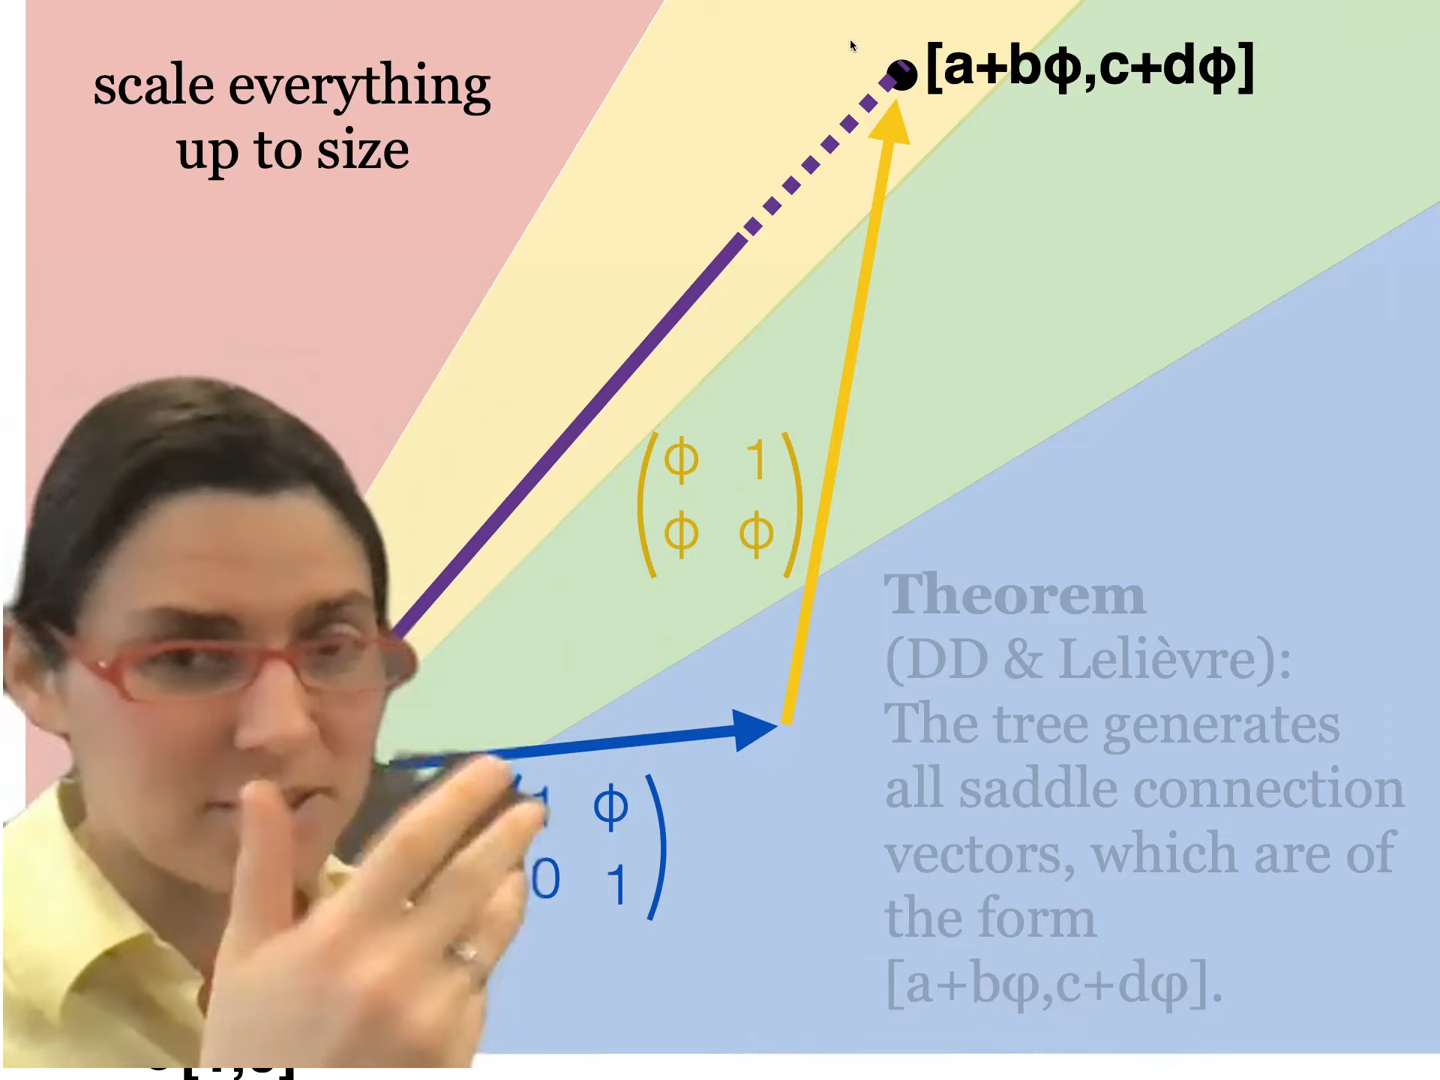 scale everything
up to size
[a+bϕ,c+dϕ]
ϕ 1
ϕ ϕ
1 ϕ
0 1
Theorem
(DD & Lelièvre):
The tree generates
all saddle connection
vectors, which are of
the form
[a+bφ,c+dφ].